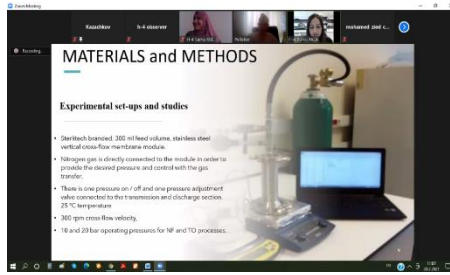 Zoom Meeting
Kazachkov
h-4 observer
mohamed zied c...
Recording
MATERIALS and METHODS
Experimental set-ups and studies
• Sterlitech branded, 300 ml feed volume, stainless steel
vertical cross-flow membrane module.
• Nitrogen gas is directly connected to the module in order to
provide the desired pressure and control with the gas
transfer.
• There is one pressure on / off and one pressure adjustment
valve connected to the transmission and discharge section.
25 °C temperature
• 300 rpm cross-flow velocity,
• 10 and 20 bar operating pressures for NF and TO processes.